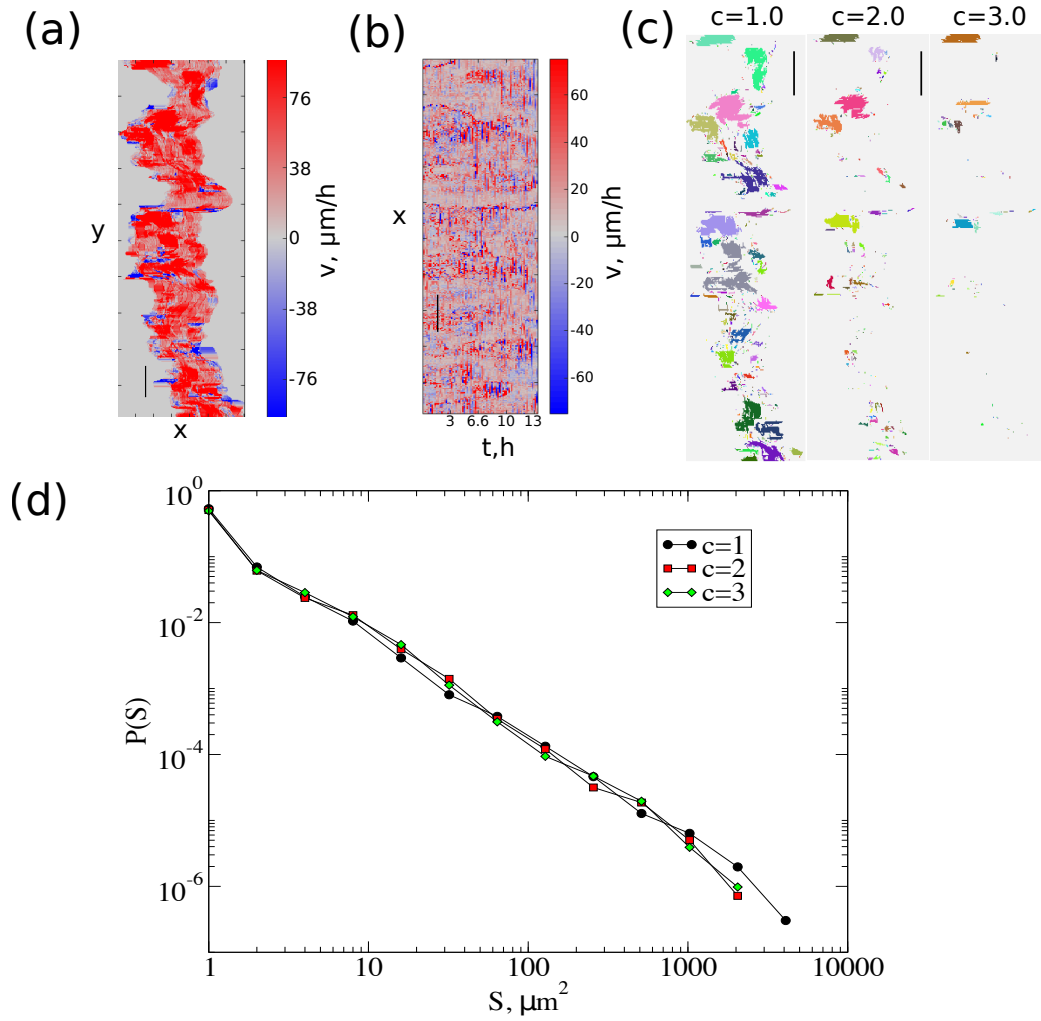 (a)
y
x
76
38
0
-38
-76
v, μm/h
(b)
x
3 6.6 10 13
t,h
60
40
20
0
-20
-40
-60
v, μm/h
(c)
c=1.0 c=2.0 c=3.0
(d)
10^0
10^-2
10^-4
10^-6
P(S)
c=1
c=2
c=3
1 10 100 1000 10000
S, μm^2